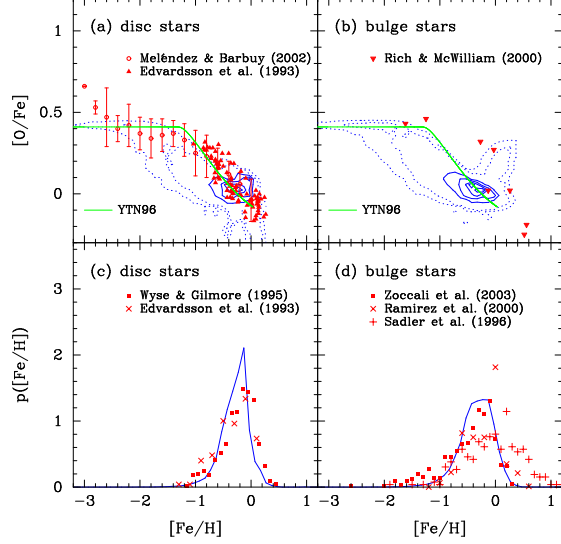 (a) disc stars
Meléndez & Barbuy (2002)
Edvardsson et al. (1993)
YTN96
(b) bulge stars
Rich & McWilliam (2000)
YTN96
[O/Fe]
1
0.5
0
(c) disc stars
Wyse & Gilmore (1995)
Edvardsson et al. (1993)
(d) bulge stars
Zoccali et al. (2003)
Ramirez et al. (2000)
Sadler et al. (1996)
p([Fe/H])
3
2
1
0
−3 −2 −1 0 −3 −2 −1 0 1
[Fe/H] [Fe/H]